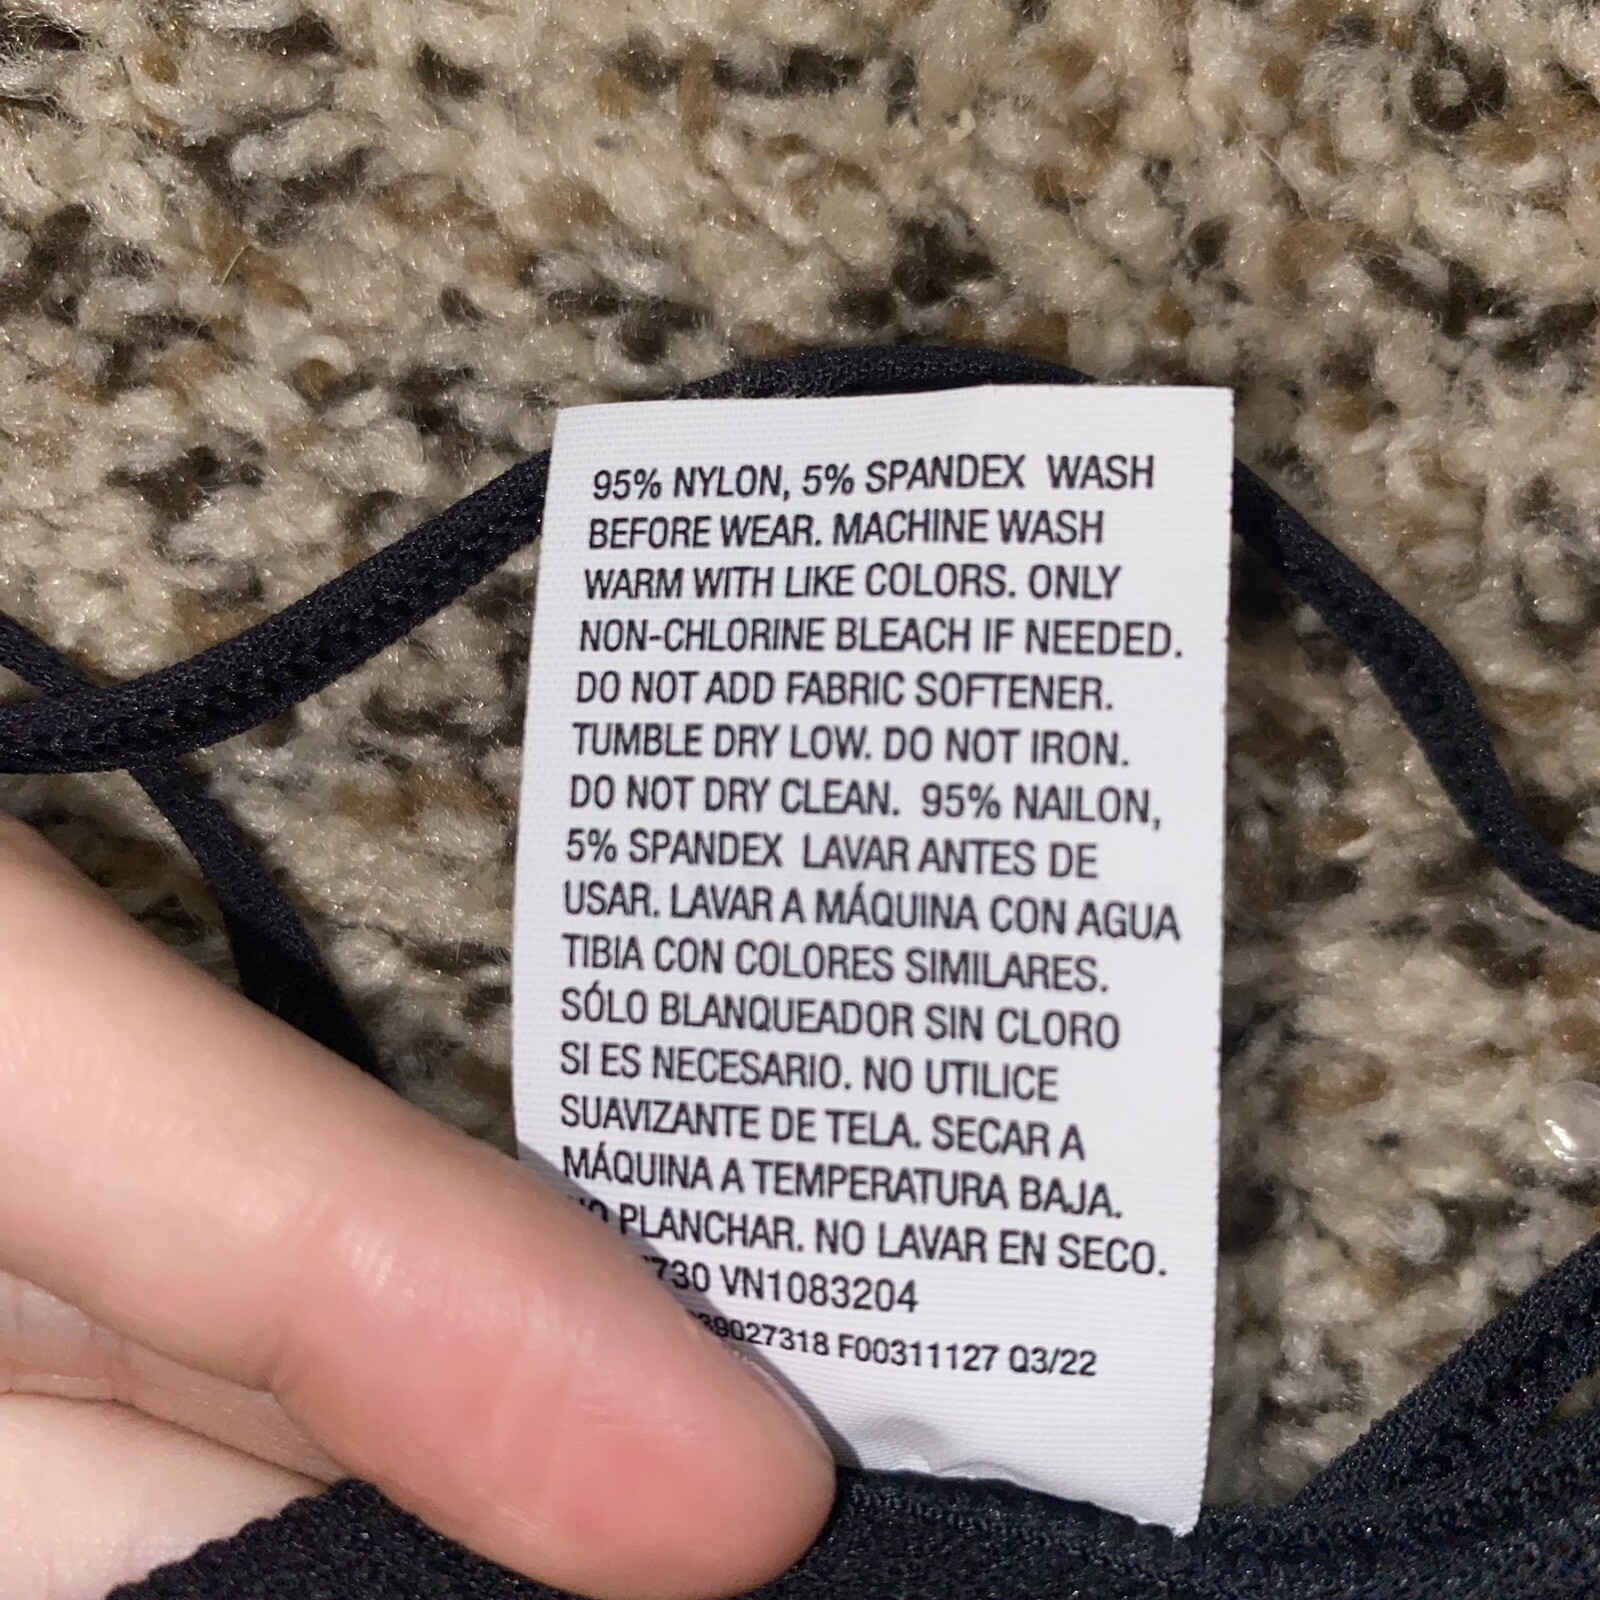 95% NYLON, 5% SPANDEX WASH
BEFORE WEAR. MACHINE WASH
WARM WITH LIKE COLORS. ONLY
NON-CHLORINE BLEACH IF NEEDED.
DO NOT ADD FABRIC SOFTENER.
TUMBLE DRY LOW. DO NOT IRON.
DO NOT DRY CLEAN. 95% NAILON,
5% SPANDEX LAVAR ANTES DE
USAR. LAVAR A MÁQUINA CON AGUA
TIBIA CON COLORES SIMILARES.
SÓLO BLANQUEADOR SIN CLORO
SI ES NECESARIO. NO UTILICE
SUAVIZANTE DE TELA. SECAR A
MÁQUINA A TEMPERATURA BAJA.
NO PLANCHAR. NO LAVAR EN SECO.
VN1083204
F00311127 Q3/22